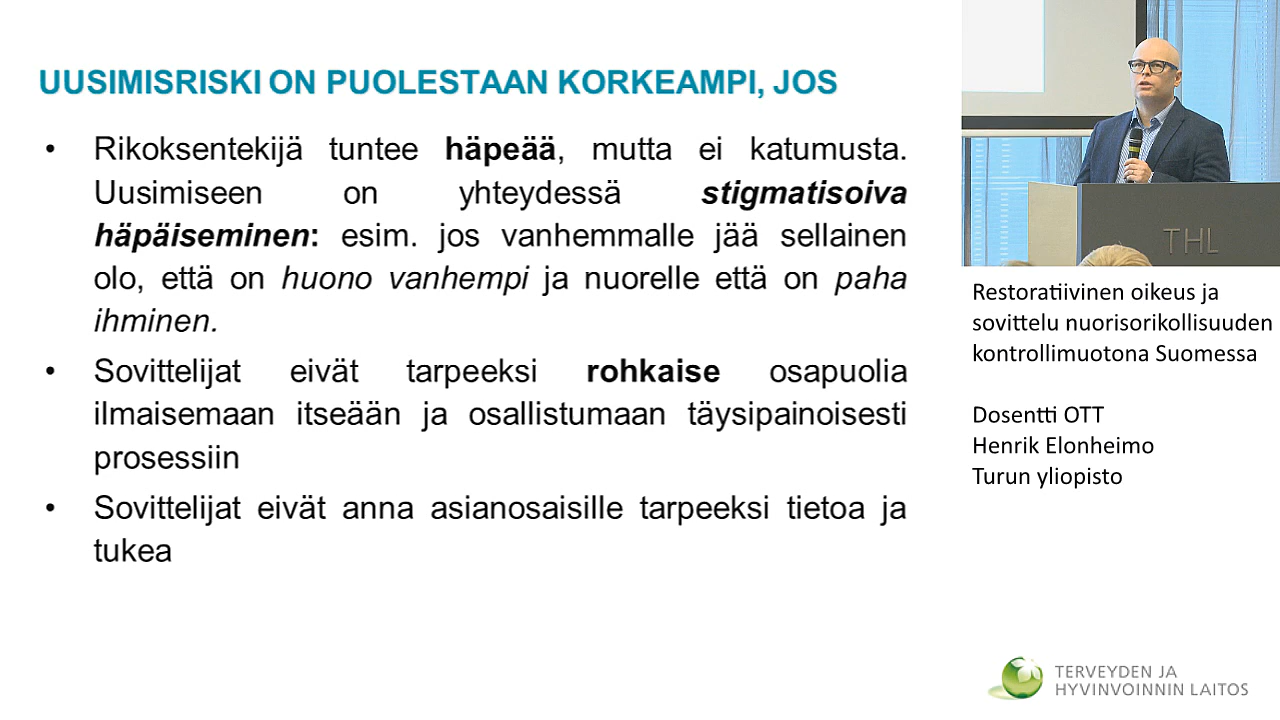 UUSIMISRISKI ON PUOLESTAAN KORKEAMPI, JOS
• Rikoksentekijä tuntee häpeää, mutta ei katumusta.
Uusimiseen on yhteydessä stigmatisoiva
häpäiseminen: esim. jos vanhemmalle jää sellainen
olo, että on huono vanhempi ja nuorelle että on paha
ihminen.
• Sovittelijat eivät tarpeeksi rohkaise osapuolia
ilmaisemaan itseään ja osallistumaan täysipainoisesti
prosessiin
• Sovittelijat eivät anna asianosaisille tarpeeksi tietoa ja
tukea
THL
Restoratiivinen oikeus ja
sovittelu nuorisorikollisuuden
kontrollimuotona Suomessa
Dosentti OTT
Henrik Elonheimo
Turun yliopisto
TERVEYDEN JA
HYVINVOINNIN LAITOS